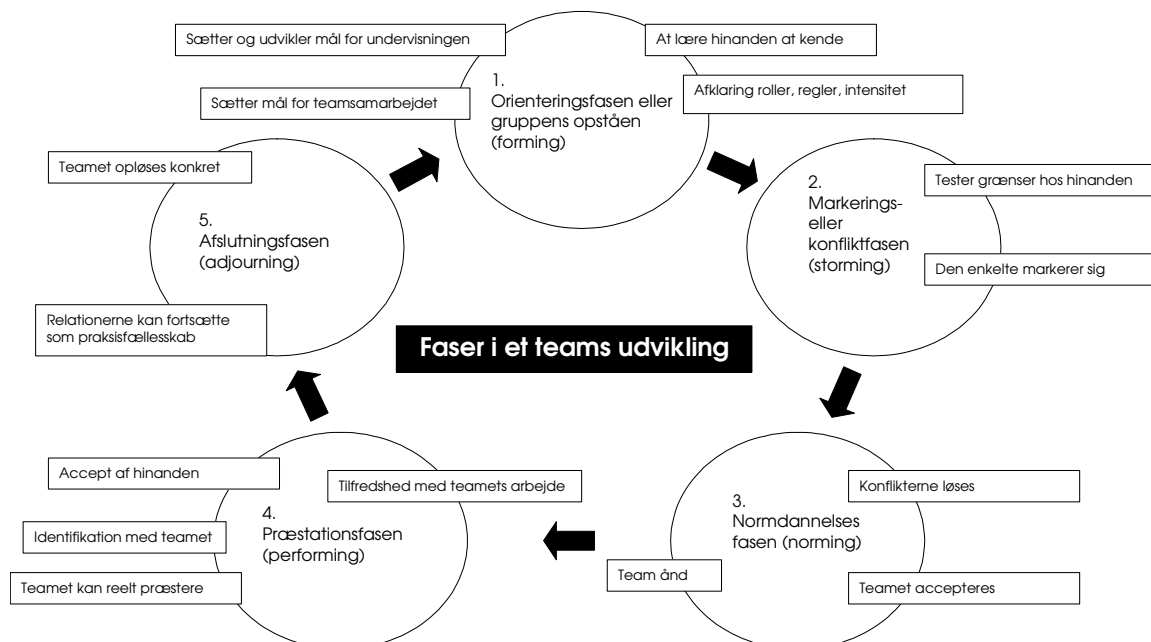 Sætter og udvikler mål for undervisningen
At lære hinanden at kende
Sætter mål for teamsamarbejdet
Afklaring roller, regler, intensitet
1.
Orienteringsfasen eller
gruppens opståen
(forming)
Teamet opløses konkret
5.
Afslutningsfasen
(adjourning)
Relationerne kan fortsætte
som praksisfællesskab
2.
Markerings-
eller
konfliktfasen
(storming)
Tester grænser hos hinanden
Den enkelte markerer sig
Faser i et teams udvikling
Accept af hinanden
Tilfredshed med teamets arbejde
4.
Præstationsfasen
(performing)
Identifikation med teamet
Teamet kan reelt præstere
Konflikterne løses
3.
Normdannelses
fasen (norming)
Team ånd
Teamet accepteres